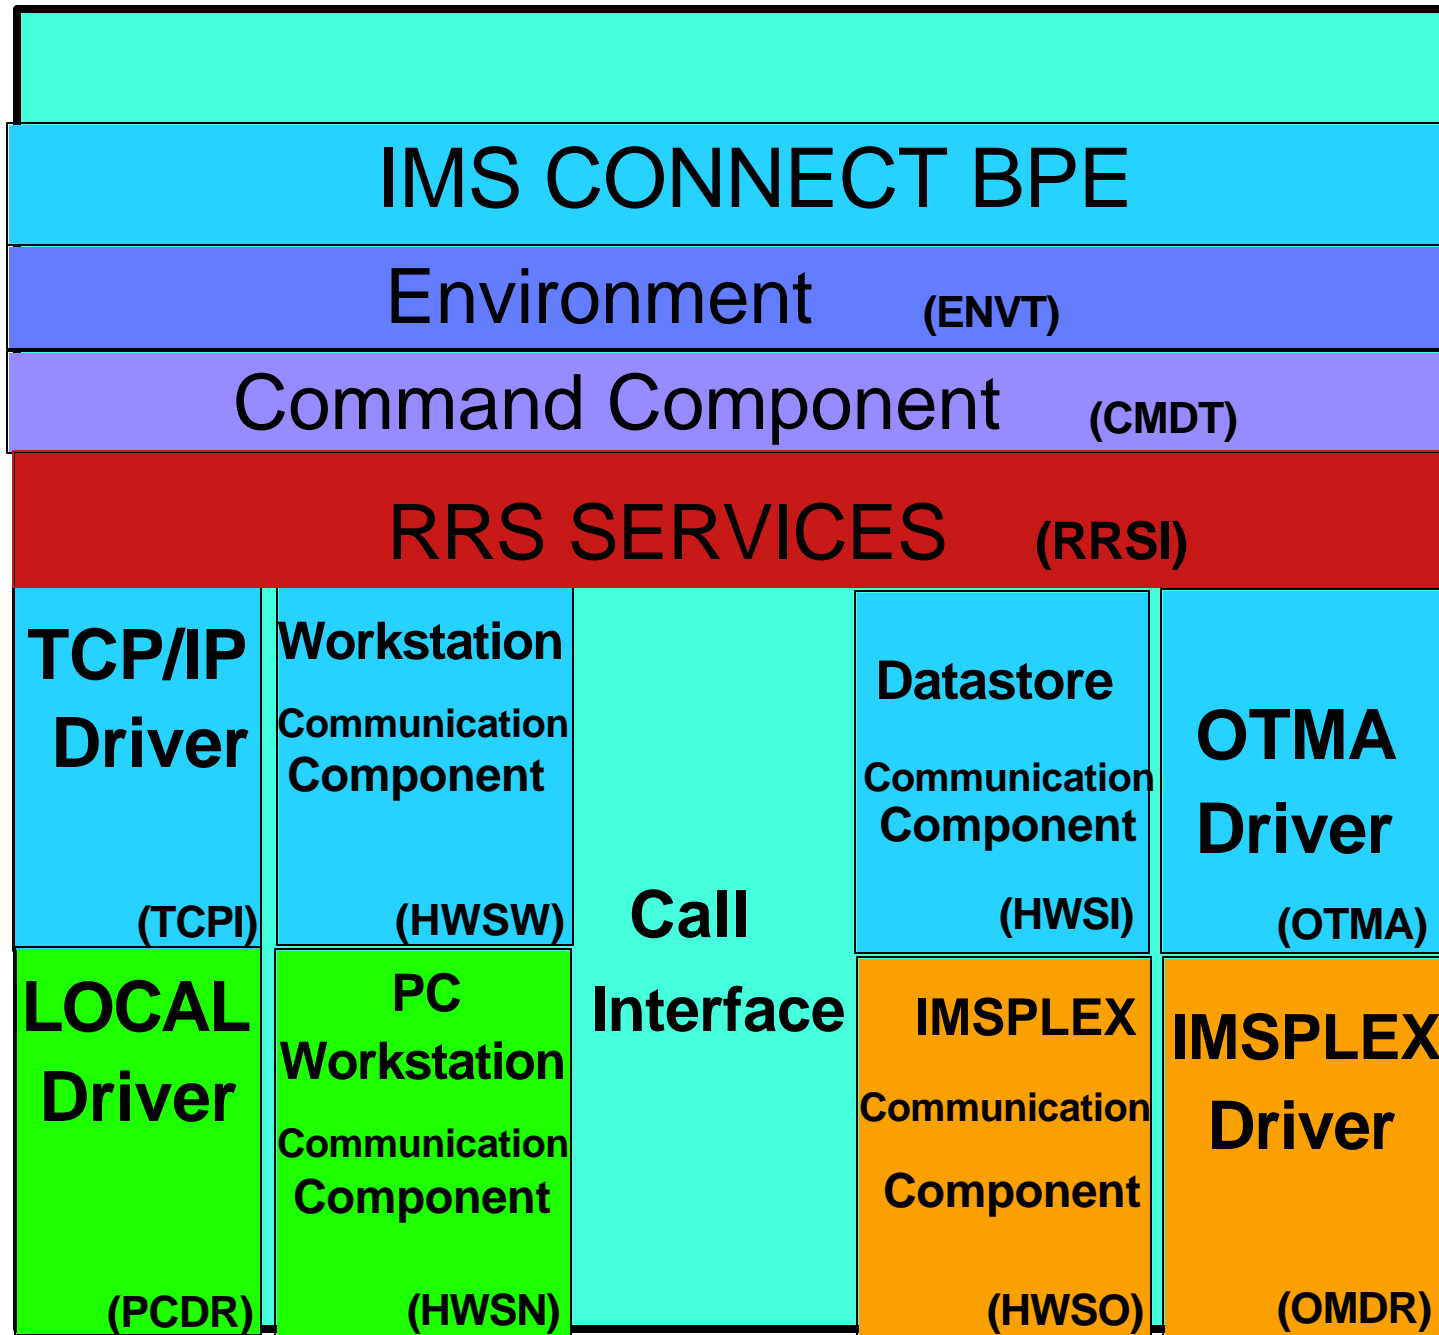 IMS CONNECT BPE
Environment (ENVT)
Command Component (CMDT)
RRS SERVICES (RRSI)
TCP/IP
Driver
(TCPI)
Workstation
Communication
Component
(HWSW)
LOCAL
Driver
(PCDR)
PC
Workstation
Communication
Component
(HWSN)
Call
Interface
Datastore
Communication
Component
(HWSI)
OTMA
Driver
(OTMA)
IMSPLEX
Communication
Component
(HWSO)
IMSPLEX
Driver
(OMDR)